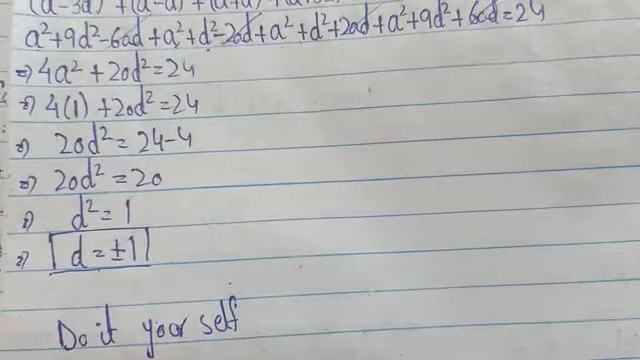 (a-3d) +(a-d) +(a+d)
a²+9d²-6ad+a²+d²-2ad+a²+d²+2ad+a²+9d²+6ad=24
=) 4a²+20d²=24
=) 4(1)+20d²=24
=) 20d²=24-4
=) 20d²=20
=) d²=1
=) d=±1
Do it your self